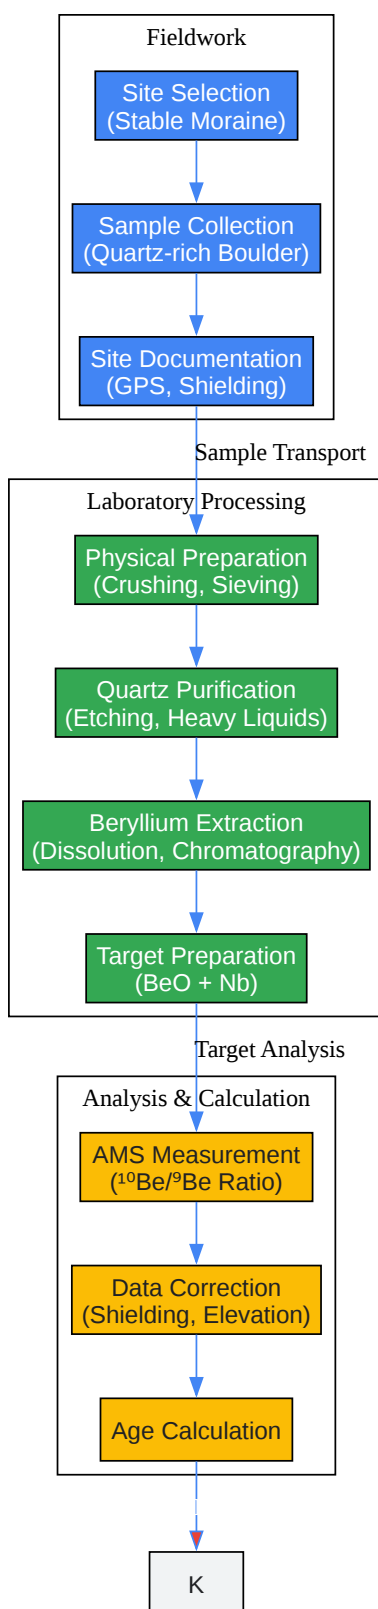 Fieldwork
Site Selection
(Stable Moraine)
Sample Collection
(Quartz-rich Boulder)
Site Documentation
(GPS, Shielding)
Sample Transport
Laboratory Processing
Physical Preparation
(Crushing, Sieving)
Quartz Purification
(Etching, Heavy Liquids)
Beryllium Extraction
(Dissolution, Chromatography)
Target Preparation
(BeO + Nb)
Target Analysis
Analysis & Calculation
AMS Measurement
(¹⁰Be/⁹Be Ratio)
Data Correction
(Shielding, Elevation)
Age Calculation
K